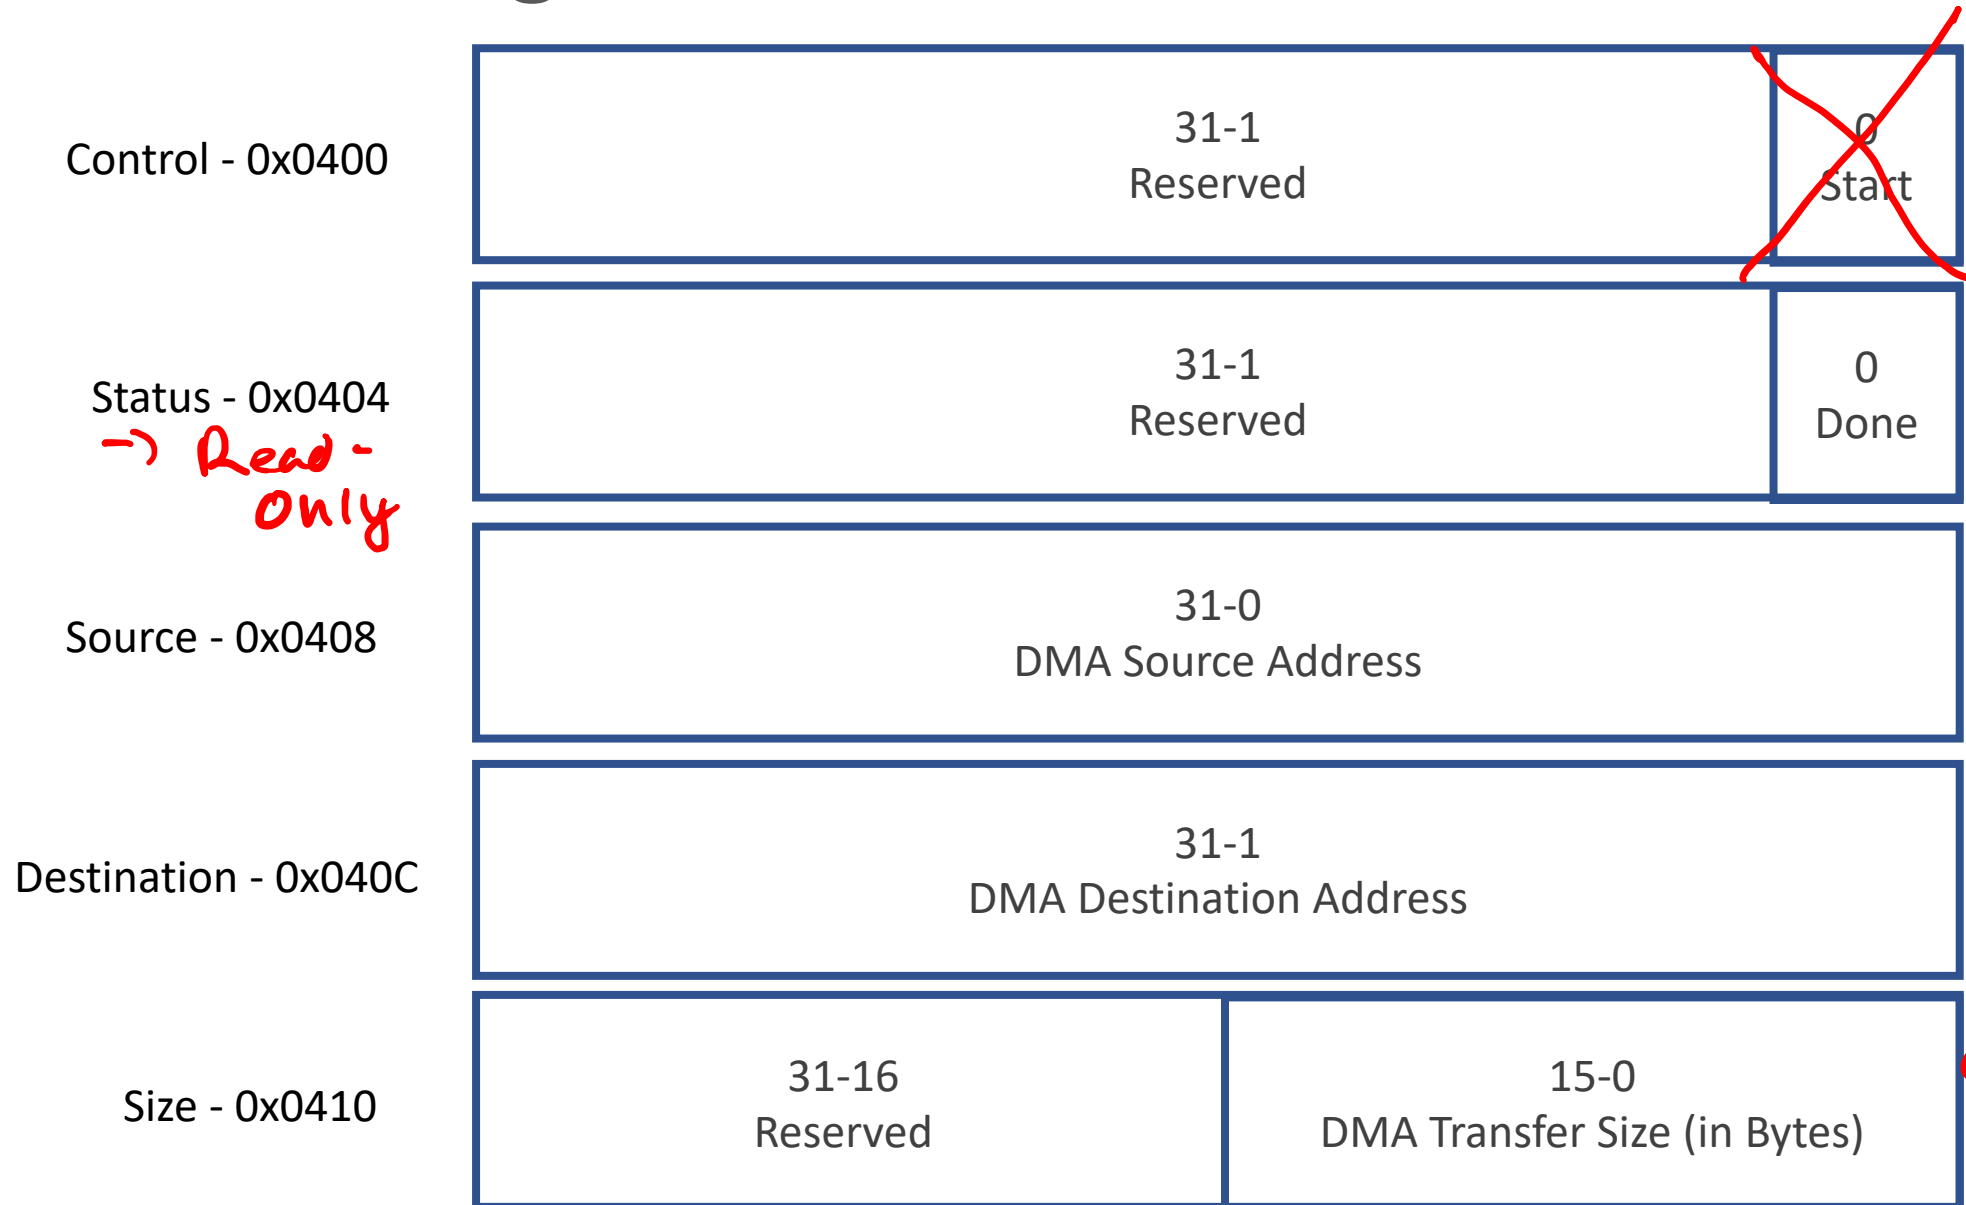 Control - 0x0400
31-1
Reserved
0
Start
Status - 0x0404
→ Read-
only
31-1
Reserved
0
Done
Source - 0x0408
31-0
DMA Source Address
Destination - 0x040C
31-1
DMA Destination Address
Size - 0x0410
31-16
Reserved
15-0
DMA Transfer Size (in Bytes)